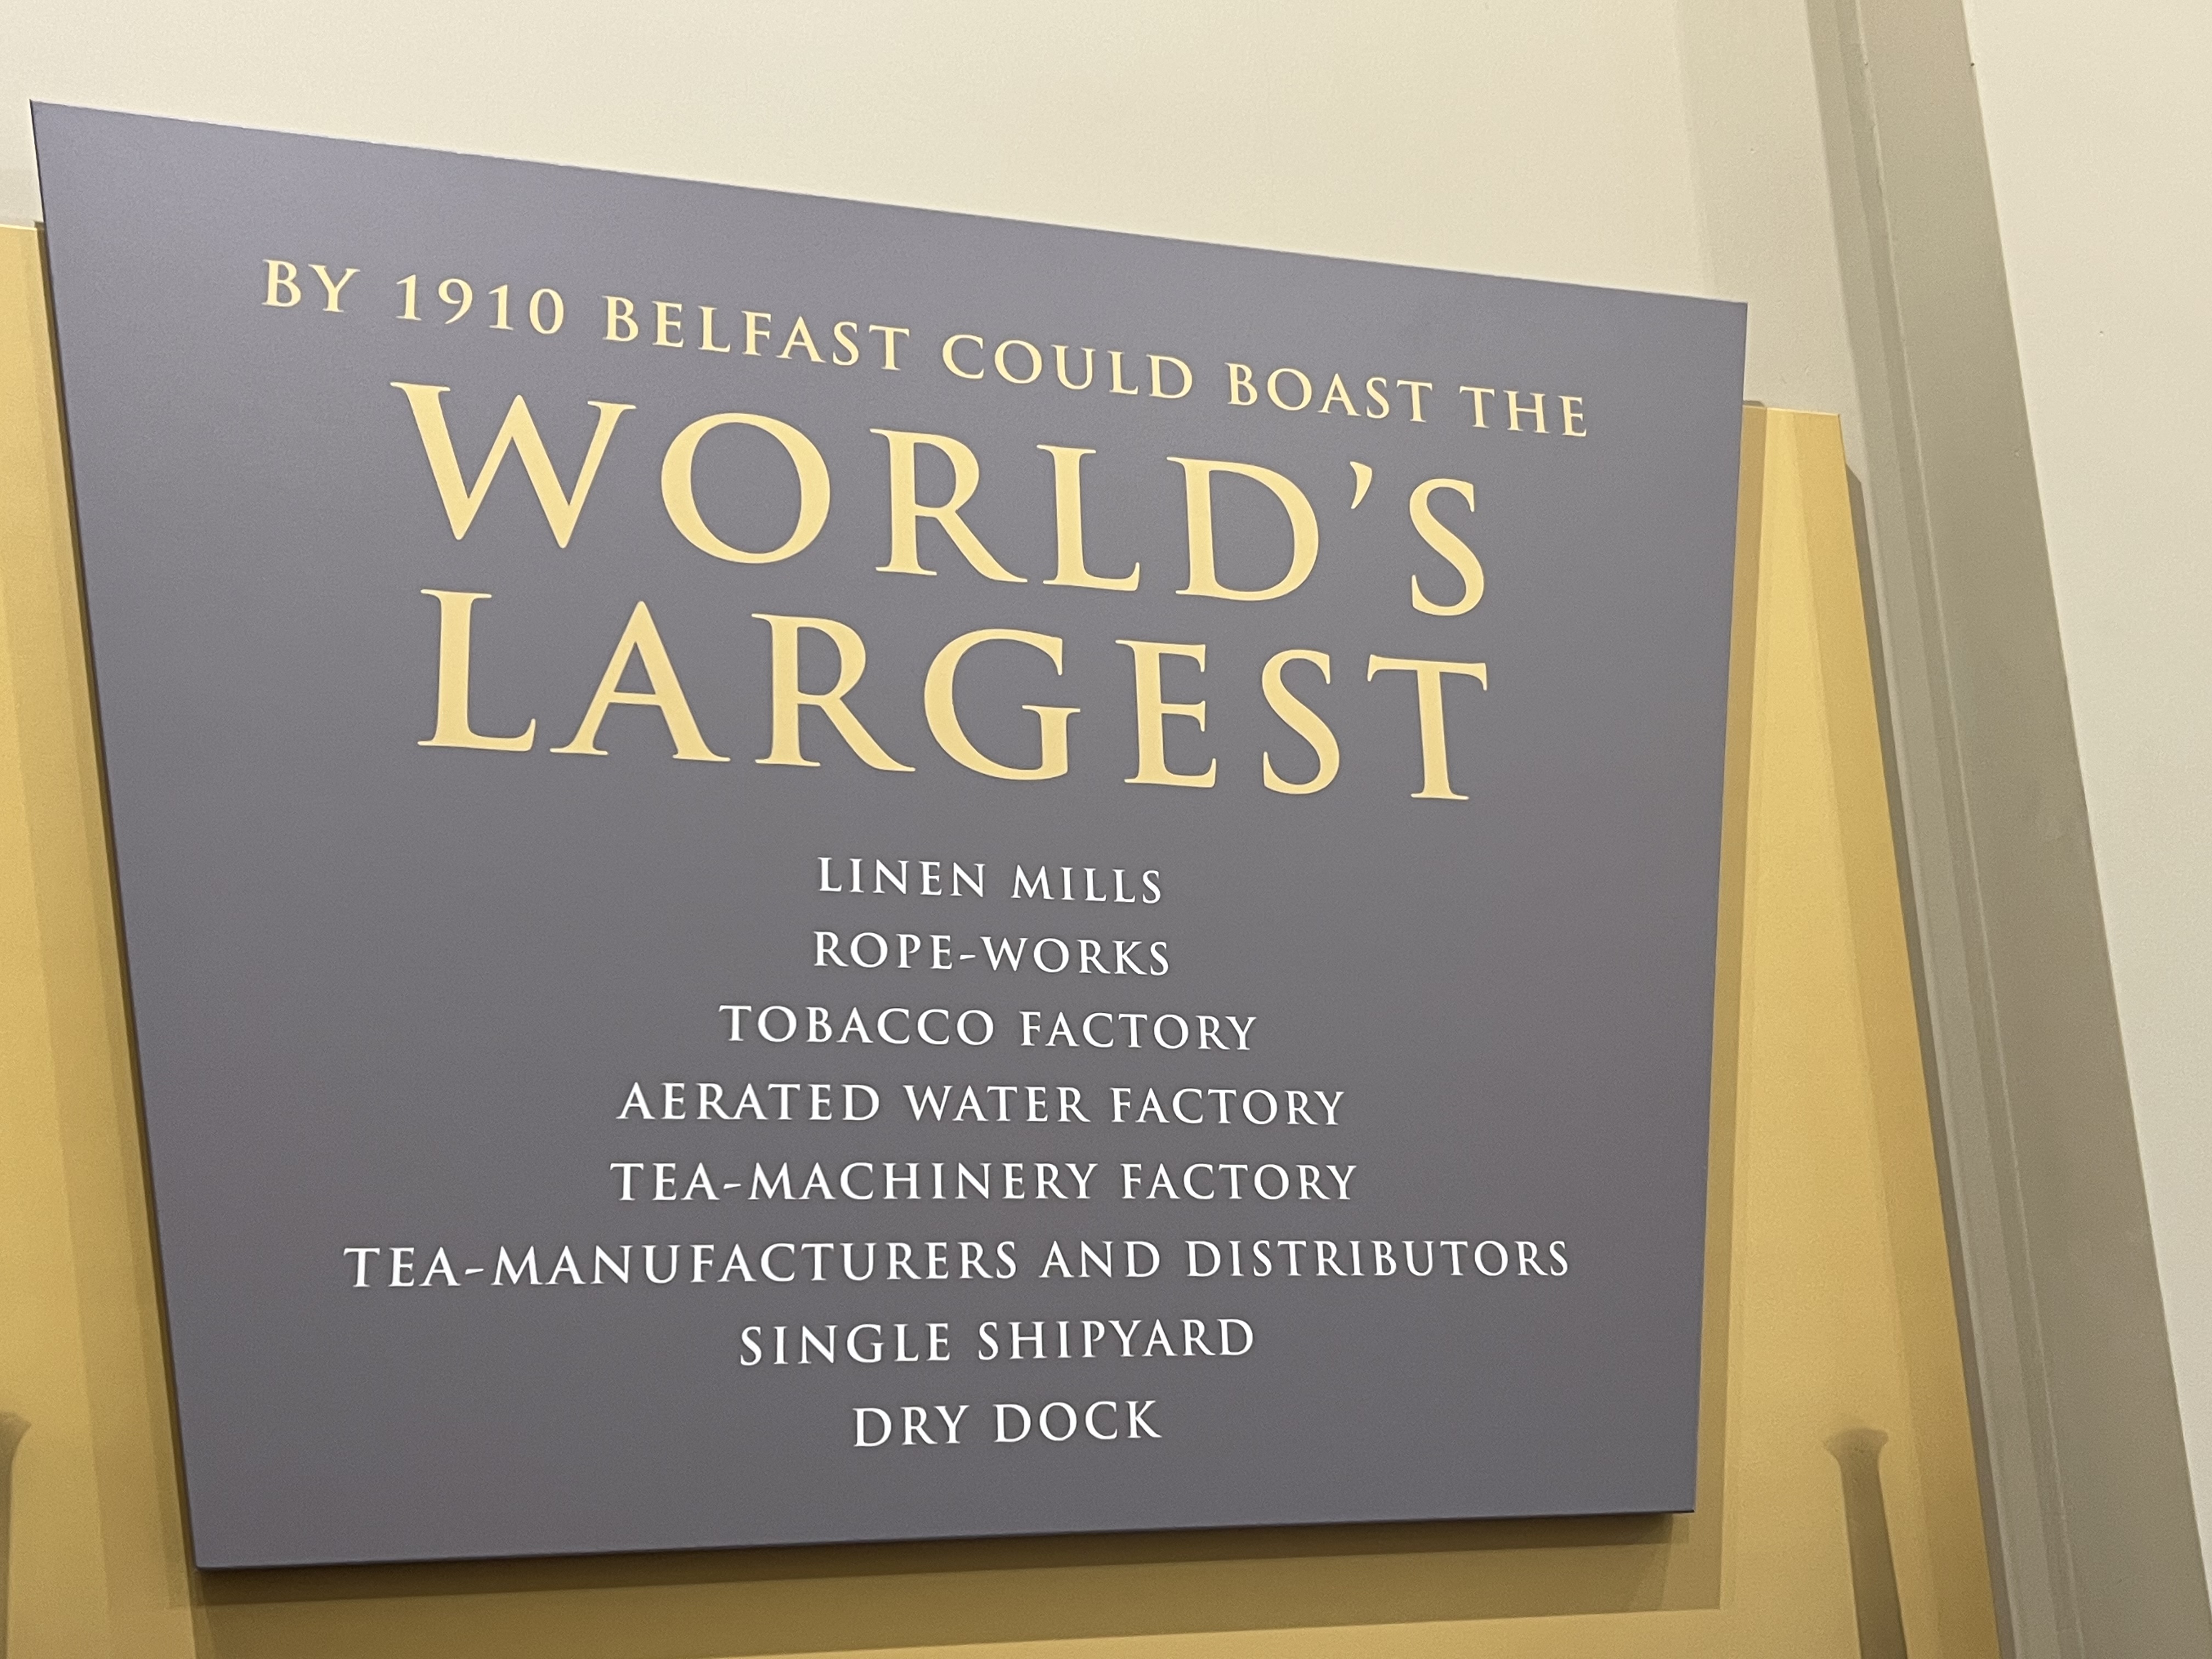 BY 1910 BELFAST COULD BOAST THE
WORLD'S
LARGEST
LINEN MILLS
ROPE-WORKS
TOBACCO FACTORY
AERATED WATER FACTORY
TEA-MACHINERY FACTORY
TEA-MANUFACTURERS AND DISTRIBUTORS
SINGLE SHIPYARD
DRY DOCK